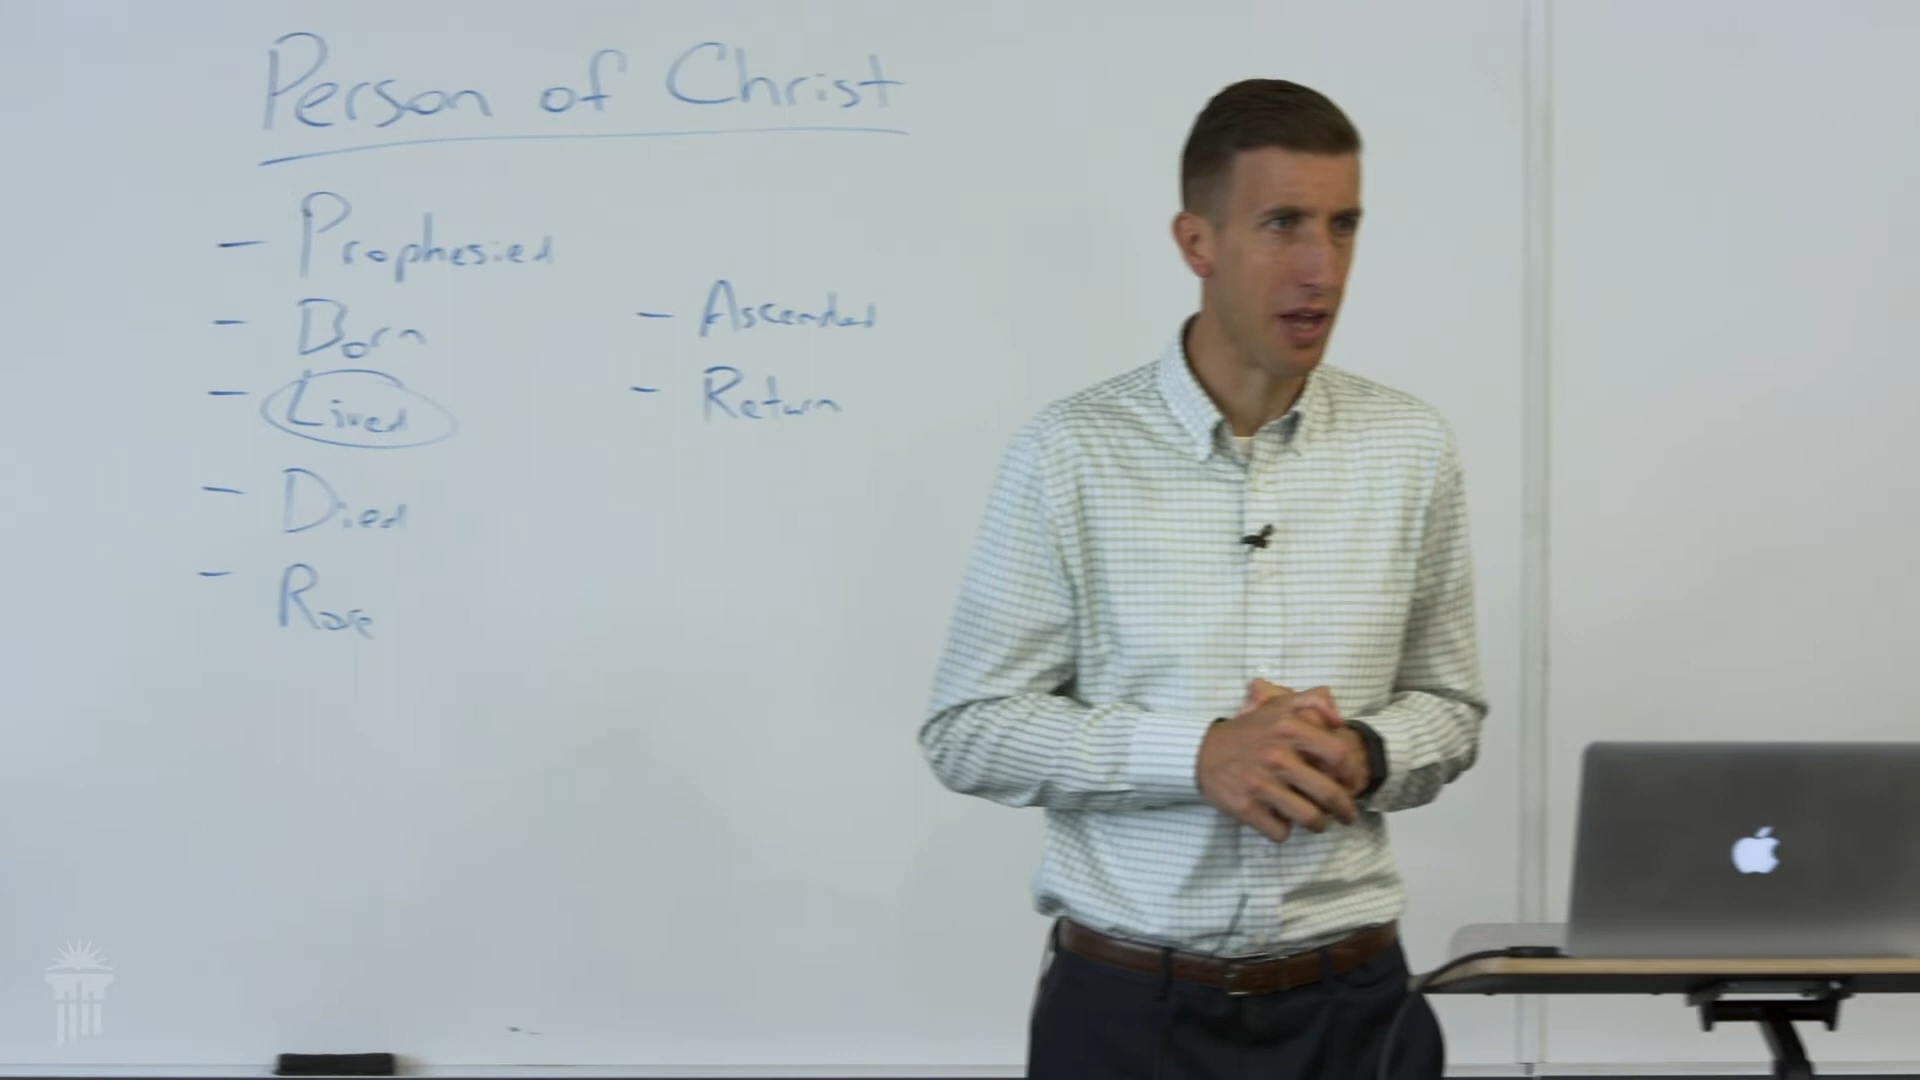 Person of Christ
- Prophesied
- Born
- Lived
- Died
- Rose
- Ascended
- Return